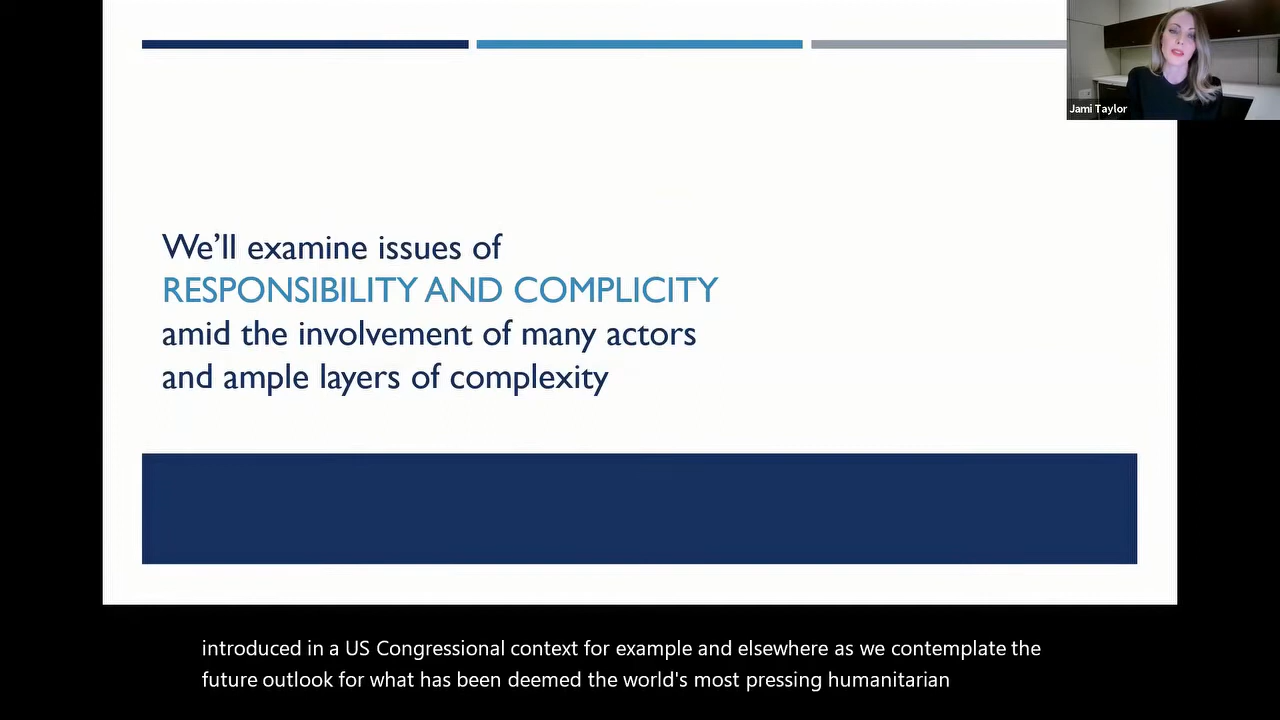 Jami Taylor
We'll examine issues of
RESPONSIBILITY AND COMPLICITY
amid the involvement of many actors
and ample layers of complexity
introduced in a US Congressional context for example and elsewhere as we contemplate the
future outlook for what has been deemed the world's most pressing humanitarian